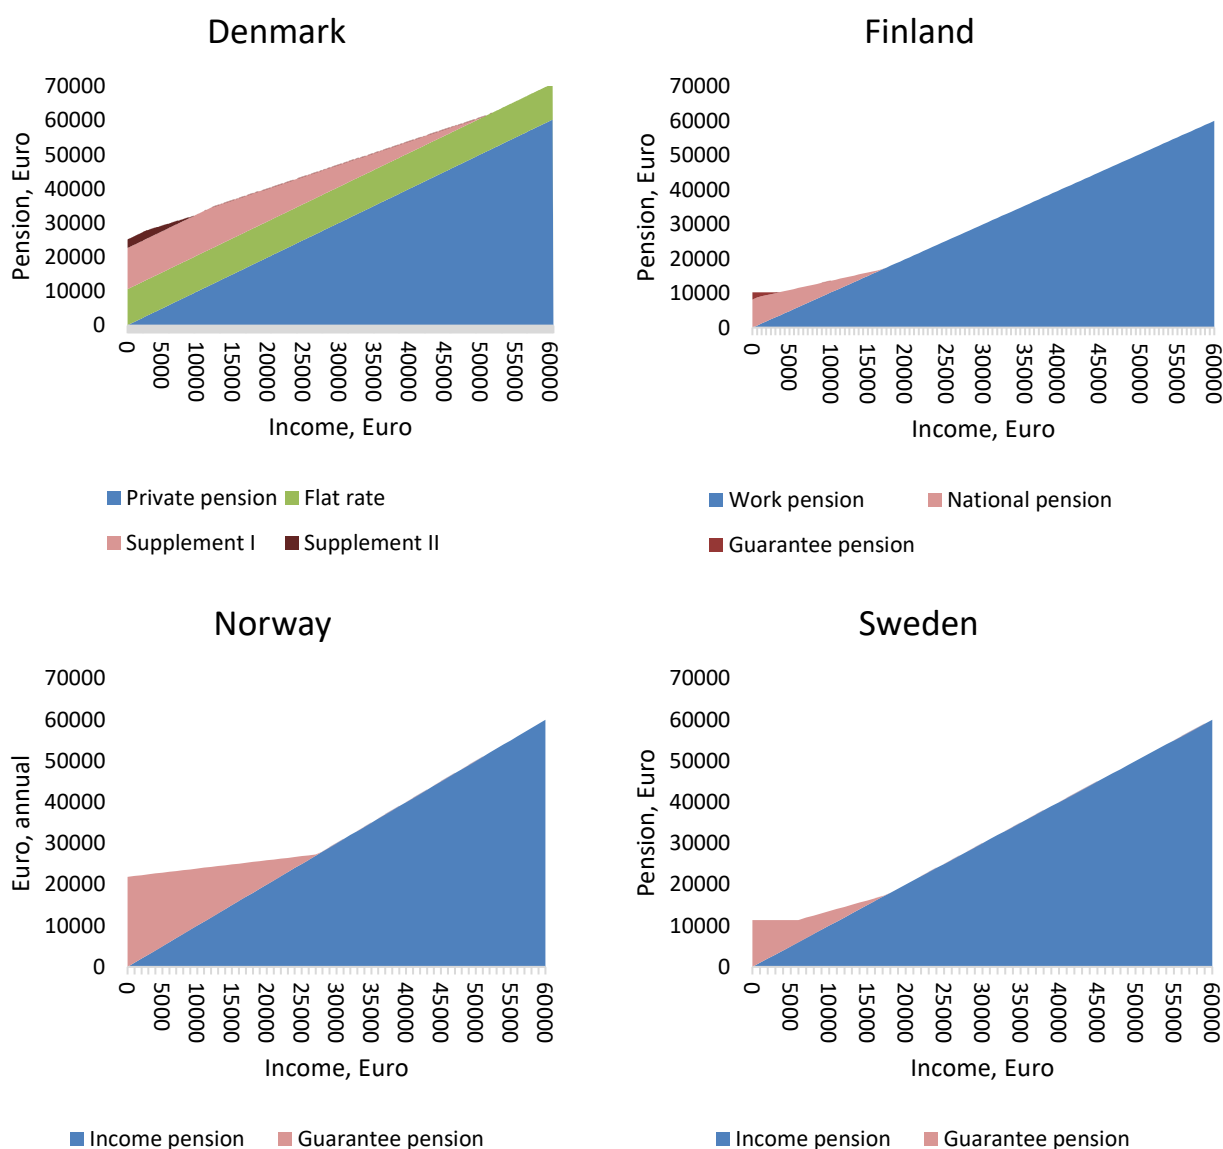 Denmark
Pension, Euro
70000
60000
50000
40000
30000
20000
10000
0
0 5000 10000 15000 20000 25000 30000 35000 40000 45000 50000 55000 60000
Income, Euro
Private pension Flat rate
Supplement I Supplement II
Finland
Pension, Euro
70000
60000
50000
40000
30000
20000
10000
0
0 5000 10000 15000 20000 25000 30000 35000 40000 45000 50000 55000 60000
Income, Euro
Work pension National pension
Guarantee pension
Norway
Euro, annual
70000
60000
50000
40000
30000
20000
10000
0
0 5000 10000 15000 20000 25000 30000 35000 40000 45000 50000 55000 60000
Income, Euro
Income pension Guarantee pension
Sweden
Pension, Euro
70000
60000
50000
40000
30000
20000
10000
0
0 5000 10000 15000 20000 25000 30000 35000 40000 45000 50000 55000 60000
Income, Euro
Income pension Guarantee pension